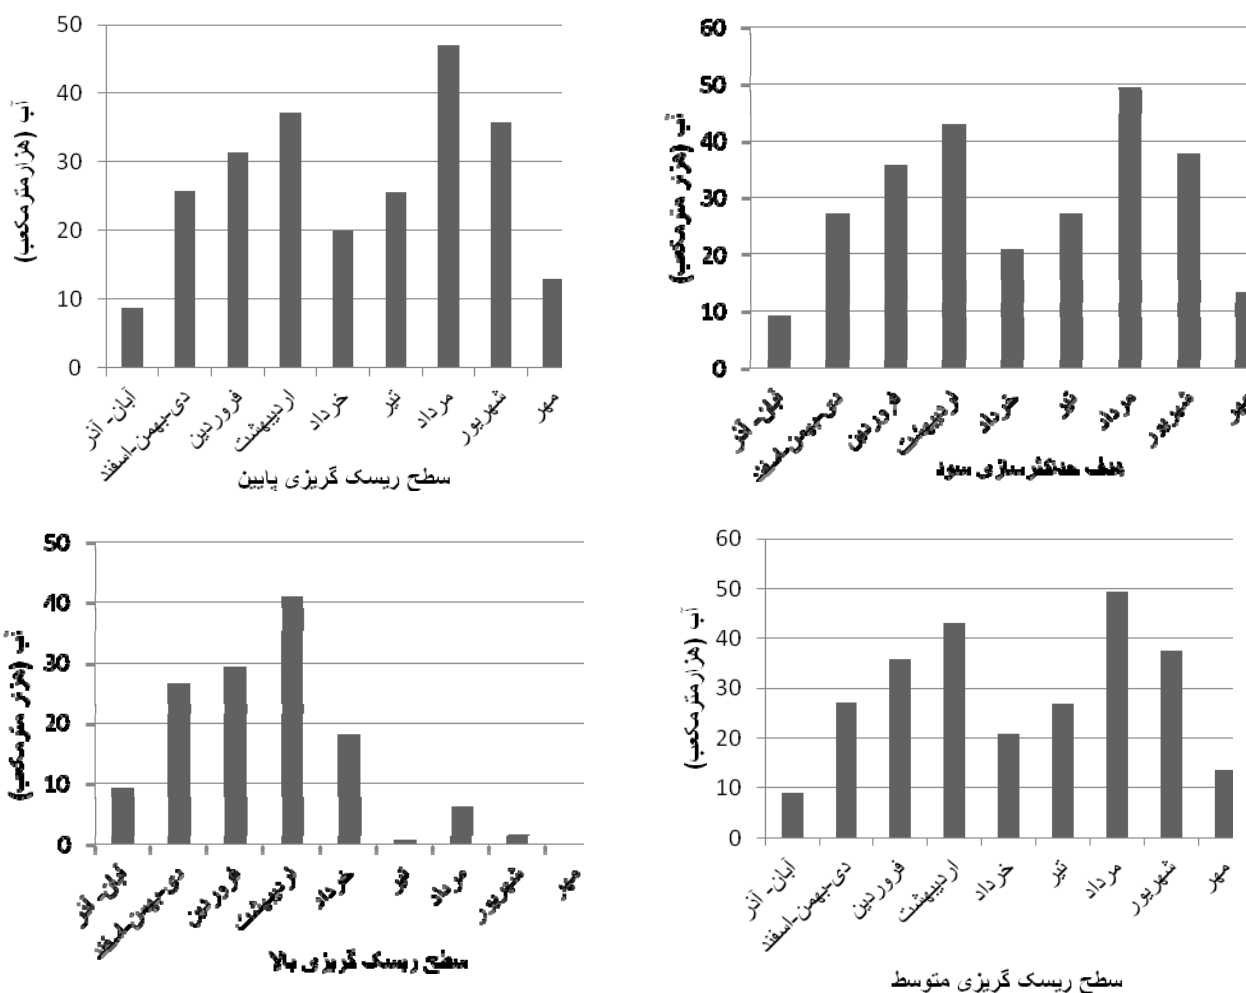 50
40
30
20
10
0
آب (هزارمترمکعب)
آبان- آذر
دی-بهمن-اسفند
فروردین
اردیبهشت
خرداد
تیر
مرداد
شهریور
مهر
سطح ریسک گریزی پایین
60
50
40
30
20
10
0
آب (هزار مترمکعب)
آبان- آذر
دی-بهمن-اسفند
فروردین
اردیبهشت
خرداد
تیر
مرداد
شهریور
مهر
هدف حداکثرسازی سود
50
40
30
20
10
0
آب (هزار مترمکعب)
آبان- آذر
دی-بهمن-اسفند
فروردین
اردیبهشت
خرداد
تیر
مرداد
شهریور
مهر
سطح ریسک گریزی بالا
60
50
40
30
20
10
0
آب (هزارمترمکعب)
آبان- آذر
دی-بهمن-اسفند
فروردین
اردیبهشت
خرداد
تیر
مرداد
شهریور
مهر
سطح ریسک گریزی متوسط